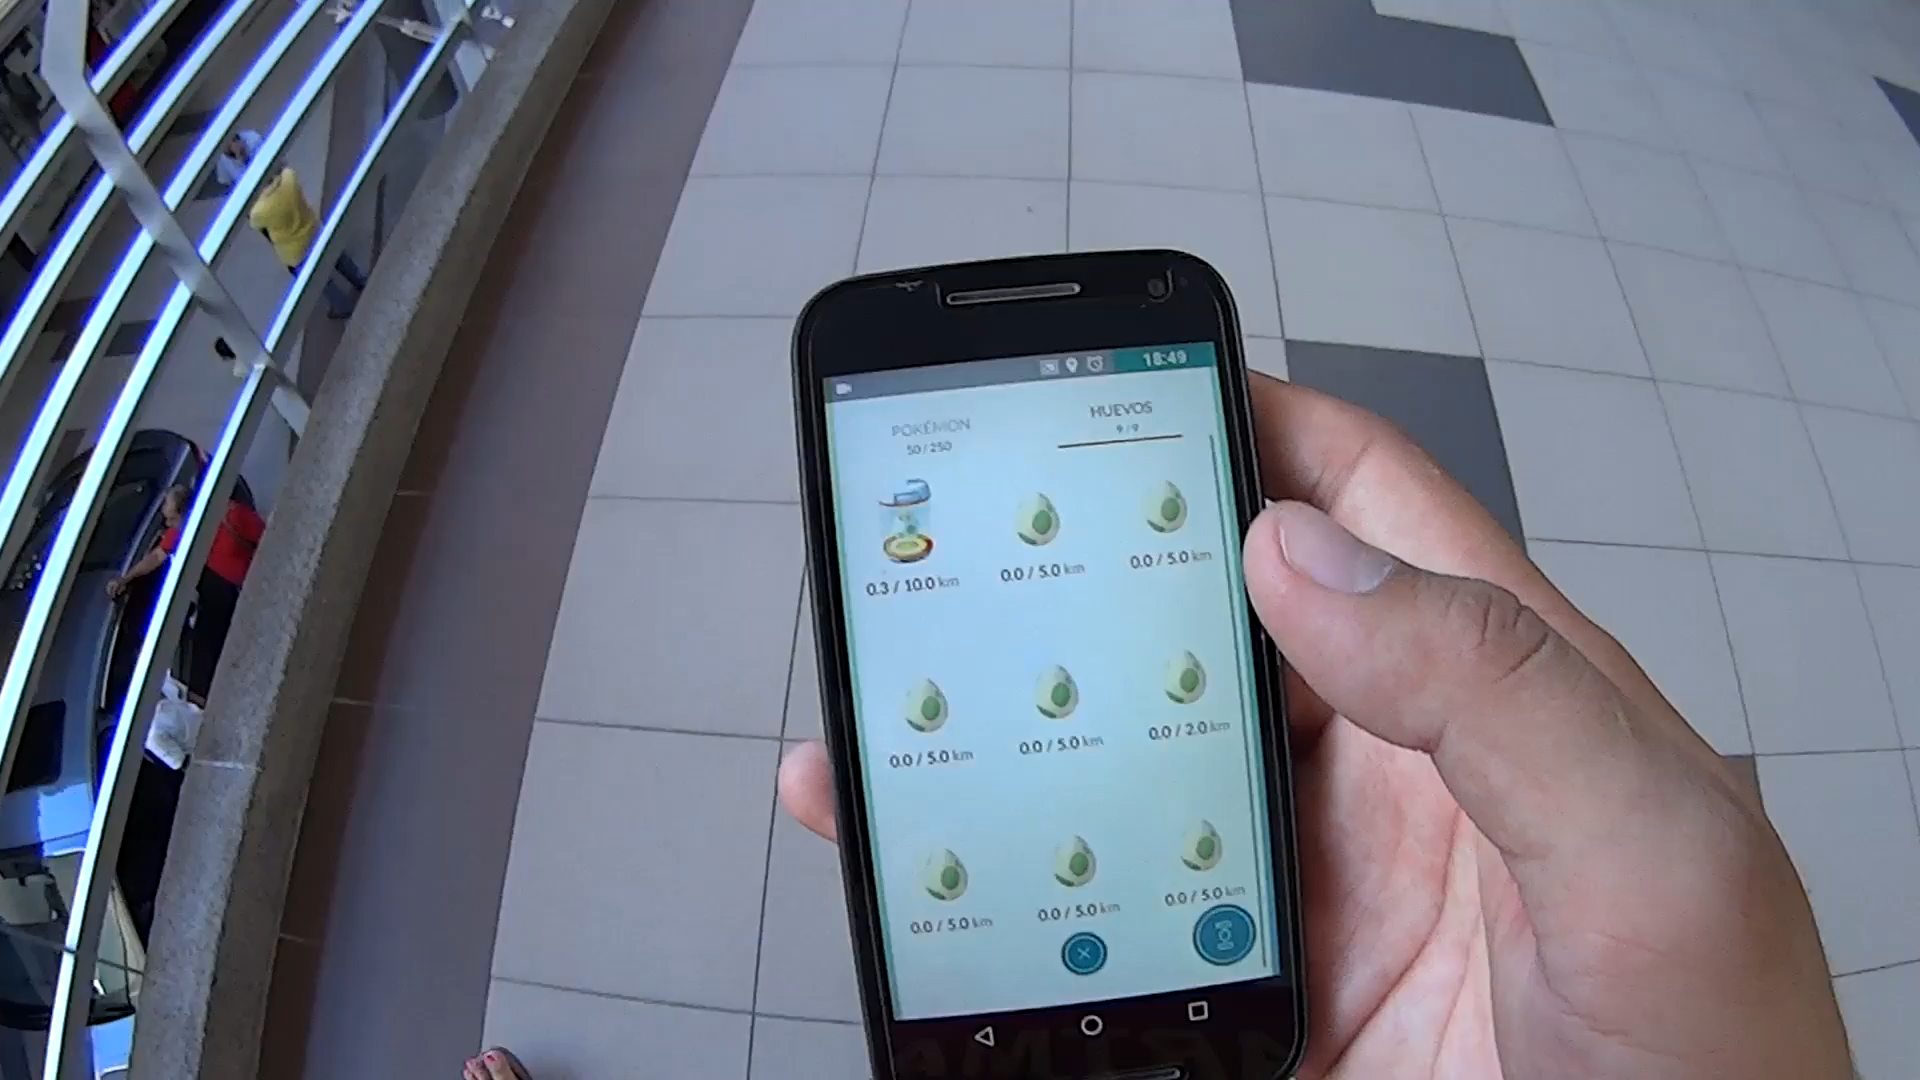 18:49
POKÉMON
50 / 250
HUEVOS
9 / 9
0.3 / 10.0 km
0.0 / 5.0 km
0.0 / 5.0 km
0.0 / 5.0 km
0.0 / 5.0 km
0.0 / 2.0 km
0.0 / 5.0 km
0.0 / 5.0 km
0.0 / 5.0 km